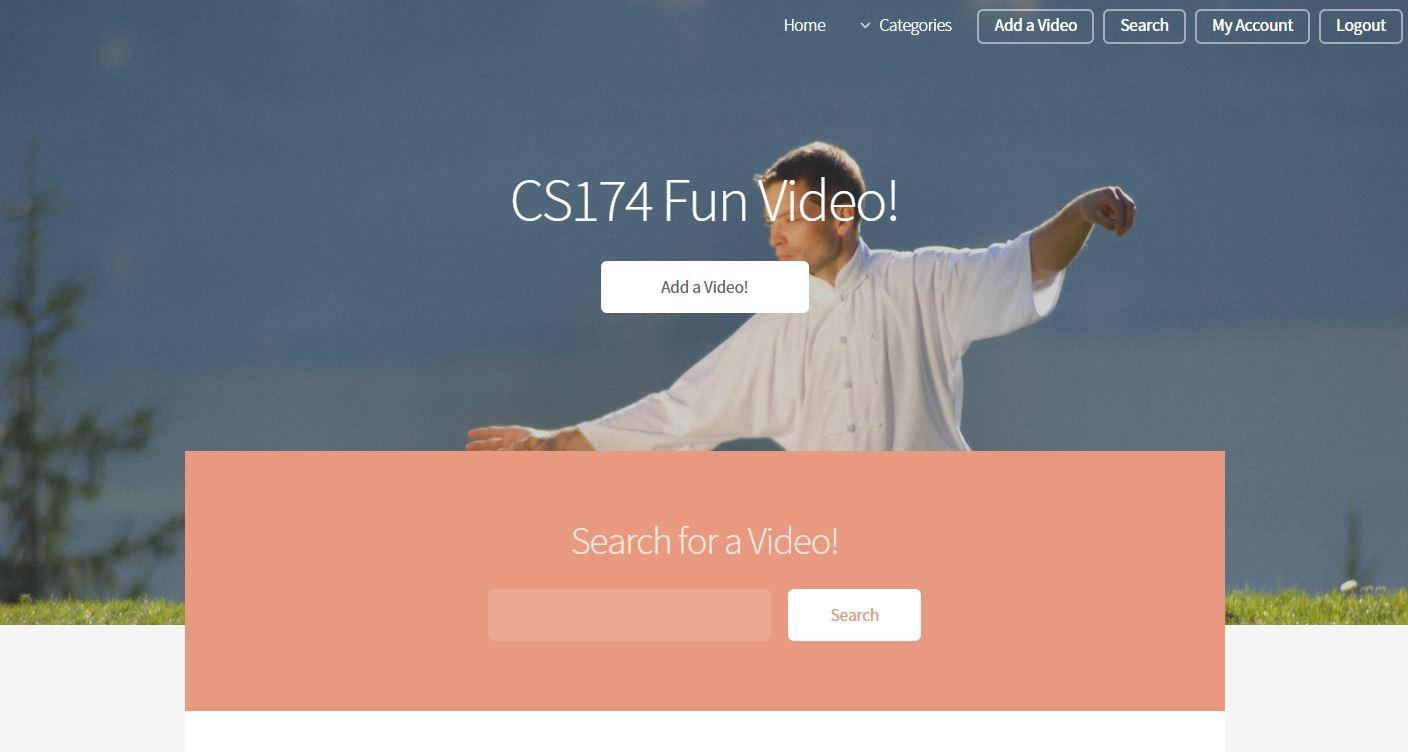 Home Categories Add a Video Search My Account Logout
CS174 Fun Video!
Add a Video!
Search for a Video!
Search